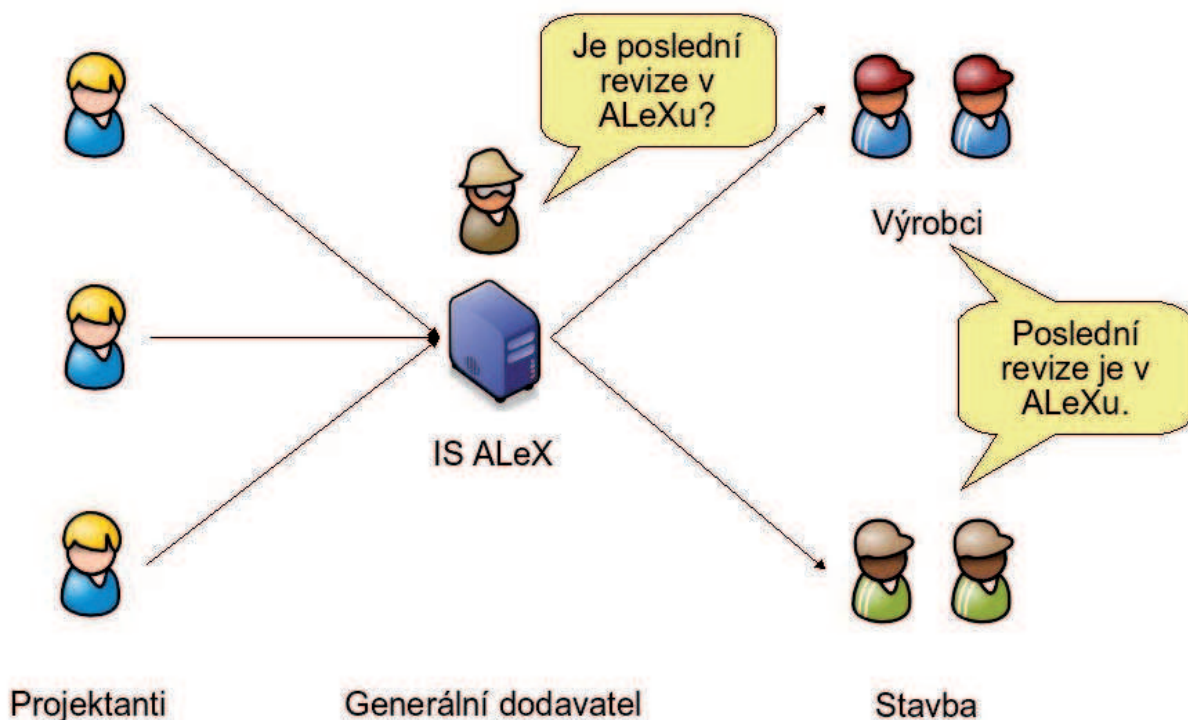 Je poslední
revize v
ALeXu?
Výrobci
Poslední
revize je v
ALeXu.
IS ALeX
Projektanti
Generální dodavatel
Stavba